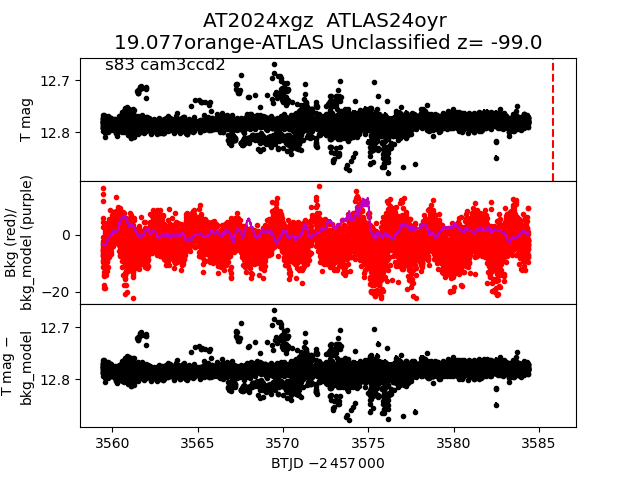 AT2024xgz  ATLAS24oyr
19.077orange-ATLAS Unclassified z= -99.0
s83 cam3ccd2
12.7
12.8
T mag
0
−20
Bkg (red)/
bkg_model (purple)
12.7
12.8
T mag −
bkg_model
3560
3565
3570
3575
3580
3585
BTJD −2 457 000